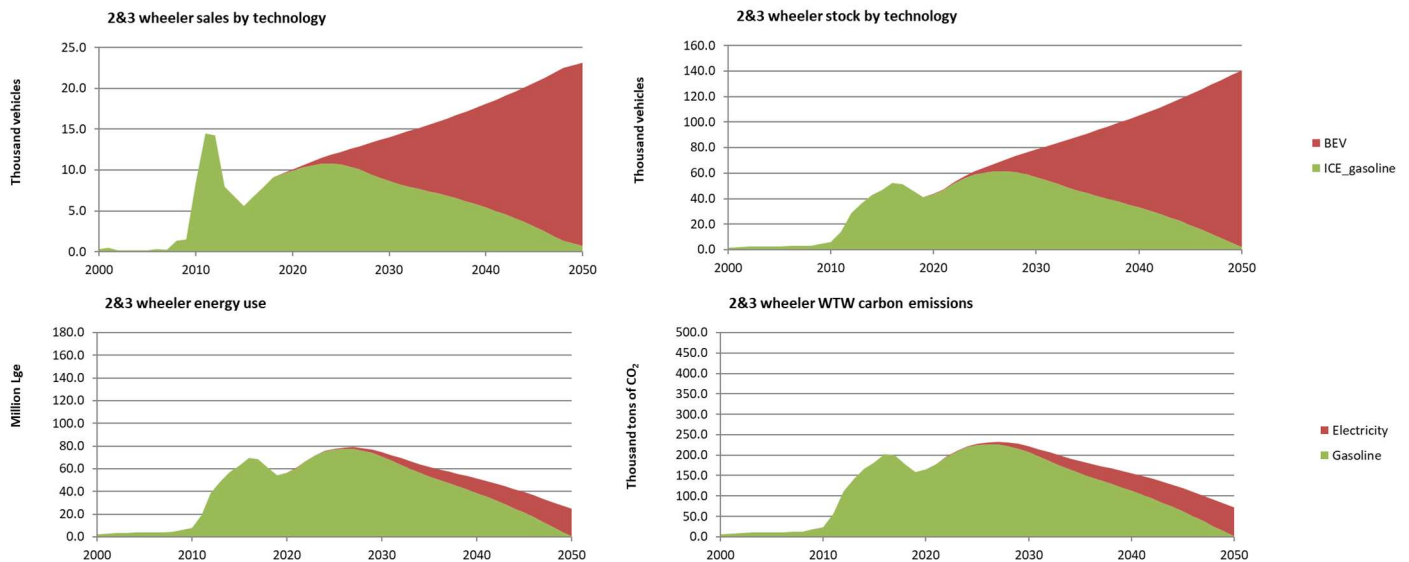 2&3 wheeler sales by technology
Thousand vehicles
25.0
20.0
15.0
10.0
5.0
0.0
2000 2010 2020 2030 2040 2050
2&3 wheeler stock by technology
Thousand vehicles
160.0
140.0
120.0
100.0
80.0
60.0
40.0
20.0
0.0
2000 2010 2020 2030 2040 2050
BEV
ICE_gasoline
2&3 wheeler energy use
Million Lge
180.0
160.0
140.0
120.0
100.0
80.0
60.0
40.0
20.0
0.0
2000 2010 2020 2030 2040 2050
2&3 wheeler WTW carbon emissions
Thousand tons of CO₂
500.0
450.0
400.0
350.0
300.0
250.0
200.0
150.0
100.0
50.0
0.0
2000 2010 2020 2030 2040 2050
Electricity
Gasoline